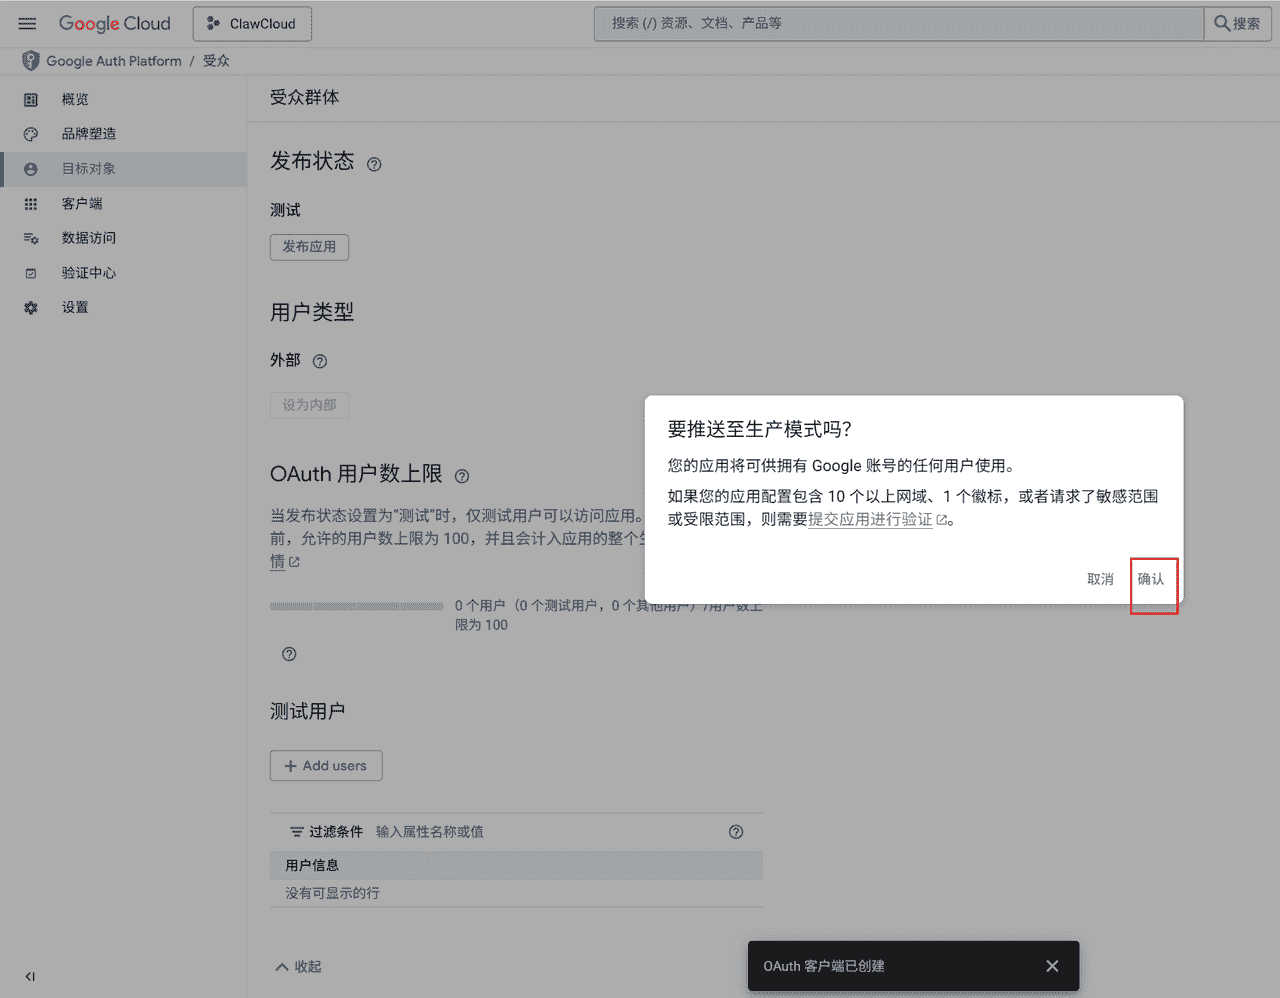 Google Cloud
ClawCloud
搜索 (/) 资源、文档、产品等
搜索
Google Auth Platform / 受众
概览
品牌塑造
目标对象
客户端
数据访问
验证中心
设置
受众群体
发布状态
测试
发布应用
用户类型
外部
设为内部
OAuth 用户数上限
当发布状态设置为“测试”时，仅测试用户可以访问应用。
前，允许的用户数上限为 100，并且会计入应用的整个
情
0 个用户（0 个测试用户，0 个其他用户）/用户数上
限为 100
测试用户
+ Add users
过滤条件 输入属性名称或值
用户信息
没有可显示的行
收起
要推送至生产模式吗？
您的应用将可供拥有 Google 账号的任何用户使用。
如果您的应用配置包含 10 个以上网域、1 个徽标，或者请求了敏感范围
或受限范围，则需要提交应用进行验证。
取消 确认
OAuth 客户端已创建